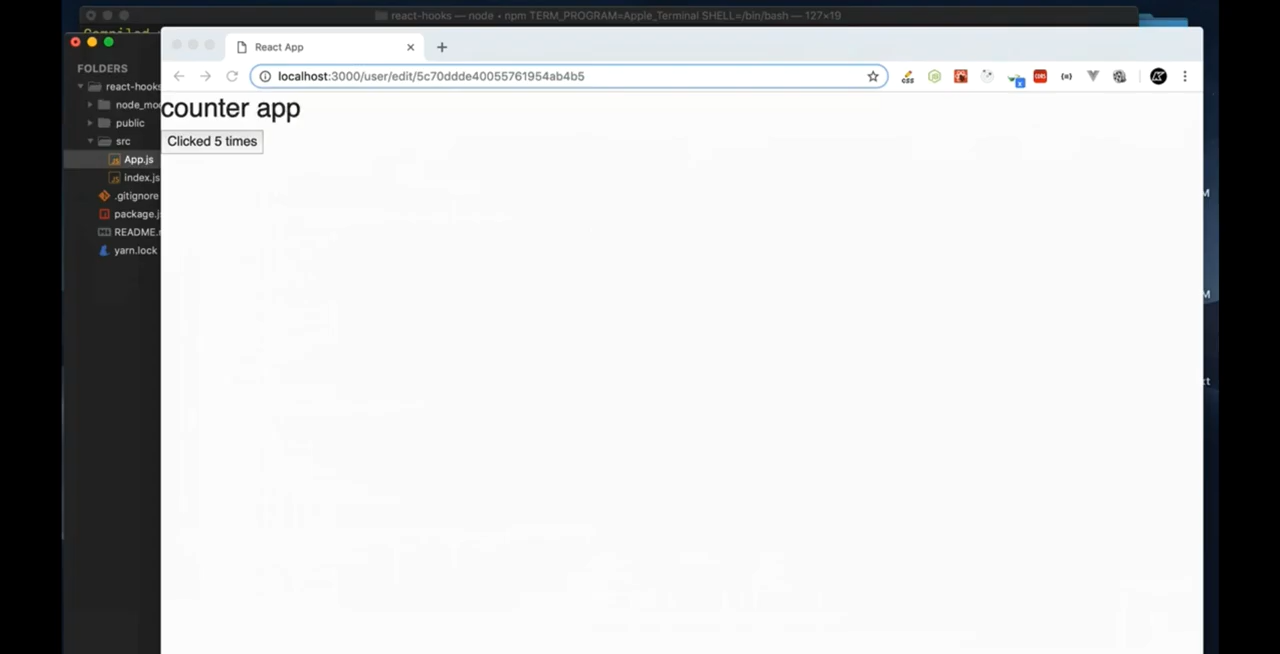 react-hooks — node • npm TERM_PROGRAM=Apple_Terminal SHELL=/bin/bash — 127×19
React App
localhost:3000/user/edit/5c70ddde40055761954ab4b5
FOLDERS
react-hooks
node_mo
public
src
App.js
index.js
.gitignore
package.j
README.
yarn.lock
counter app
Clicked 5 times